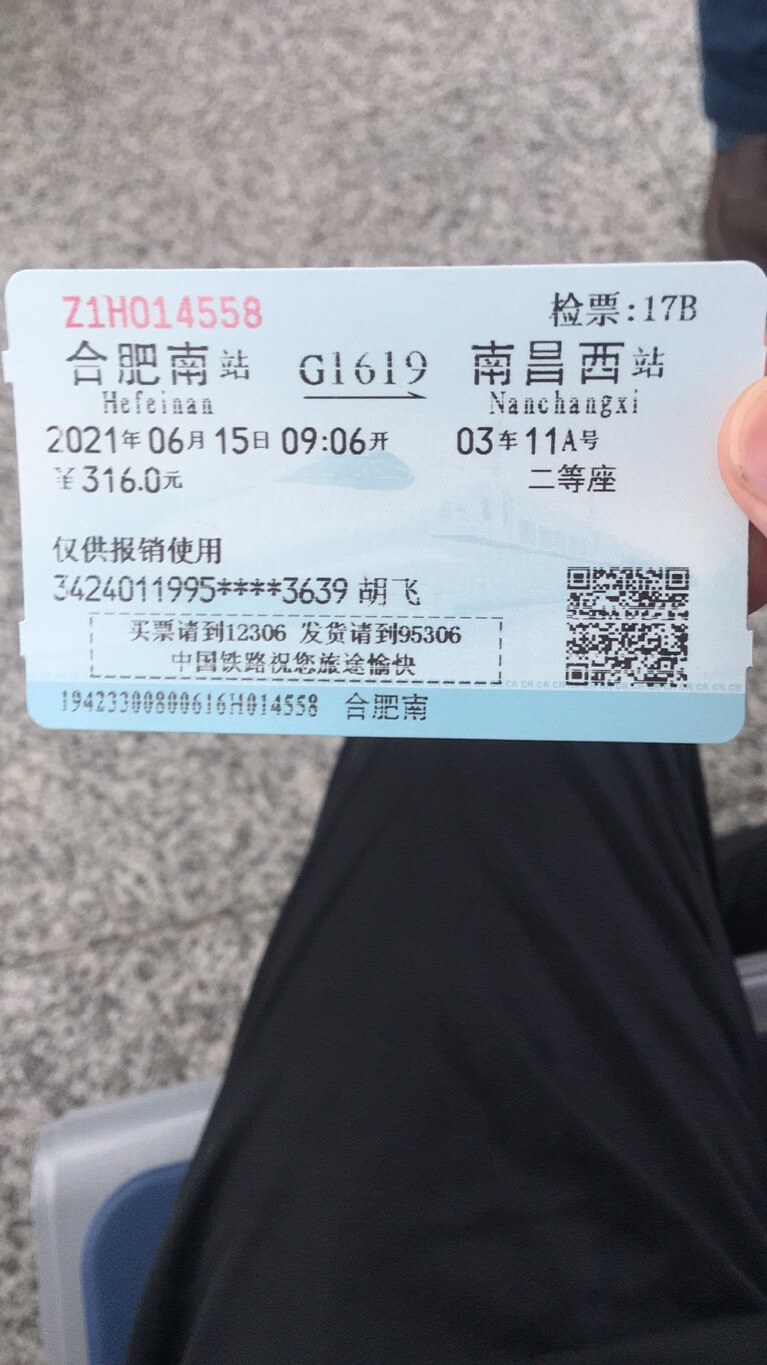 Z1H014558 检票:17B
合肥南站 G1619 南昌西站
Hefeinan Nanchangxi
2021年06月15日 09:06开 03车11A号
¥316.0元 二等座
仅供报销使用
3424011995****3639 胡飞
买票请到12306 发货请到95306
中国铁路祝您旅途愉快
19423300800616H014558 合肥南